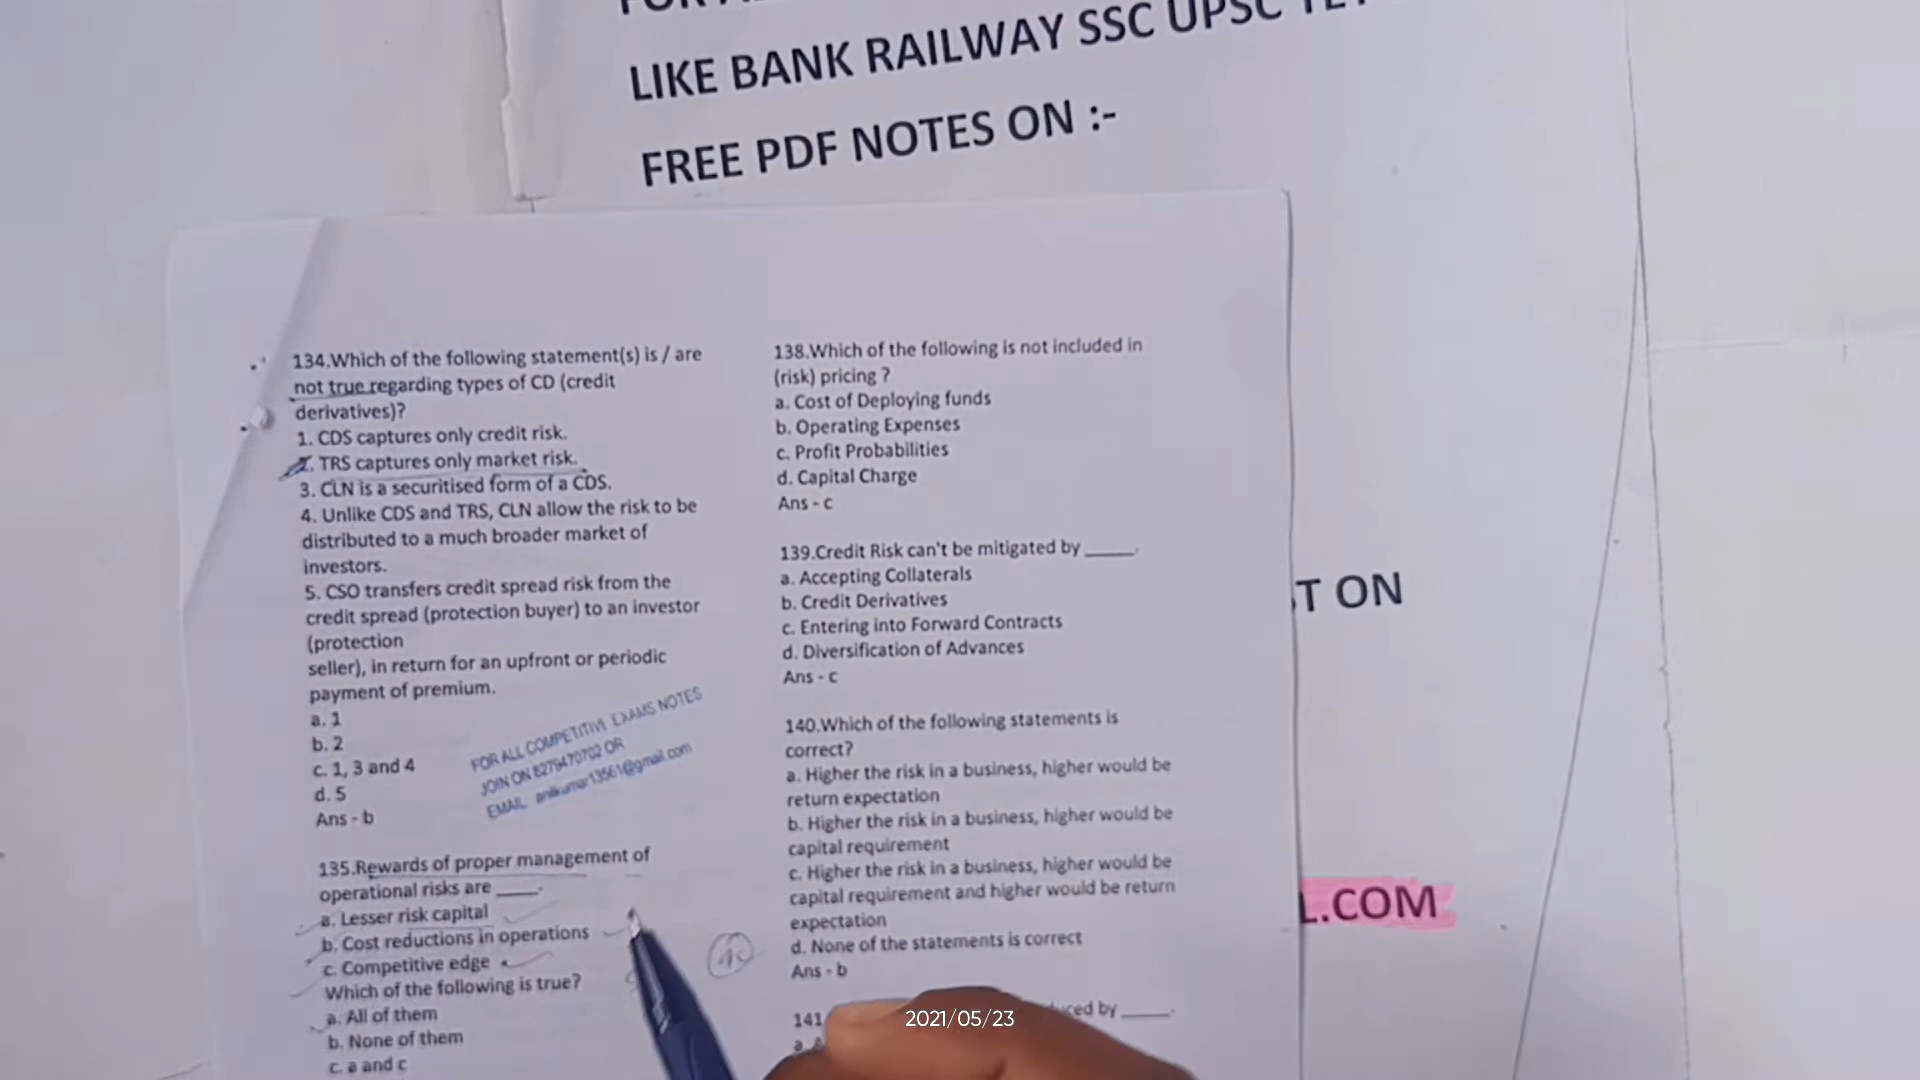 LIKE BANK RAILWAY SSC UPSC
FREE PDF NOTES ON :-
134.Which of the following statement(s) is / are
not true regarding types of CD (credit
derivatives)?
1. CDS captures only credit risk.
2. TRS captures only market risk.
3. CLN is a securitised form of a CDS.
4. Unlike CDS and TRS, CLN allow the risk to be
distributed to a much broader market of
investors.
5. CSO transfers credit spread risk from the
credit spread (protection buyer) to an investor
(protection
seller), in return for an upfront or periodic
payment of premium.
a. 1
b. 2
c. 1, 3 and 4
d. 5
Ans - b
FOR ALL COMPETITIVE EXAMS NOTES
JOIN ON 8279470702 OR
EMAIL anilkumar13561@gmail.com
135.Rewards of proper management of
operational risks are ____.
a. Lesser risk capital
b. Cost reductions in operations
c. Competitive edge
Which of the following is true?
a. All of them
b. None of them
c. a and c
138.Which of the following is not included in
(risk) pricing ?
a. Cost of Deploying funds
b. Operating Expenses
c. Profit Probabilities
d. Capital Charge
Ans - c
139.Credit Risk can't be mitigated by _____.
a. Accepting Collaterals
b. Credit Derivatives
c. Entering into Forward Contracts
d. Diversification of Advances
Ans - c
140.Which of the following statements is
correct?
a. Higher the risk in a business, higher would be
return expectation
b. Higher the risk in a business, higher would be
capital requirement
c. Higher the risk in a business, higher would be
capital requirement and higher would be return
expectation
d. None of the statements is correct
Ans - b
141 by _____.
a.
T ON
L.COM
2021/05/23